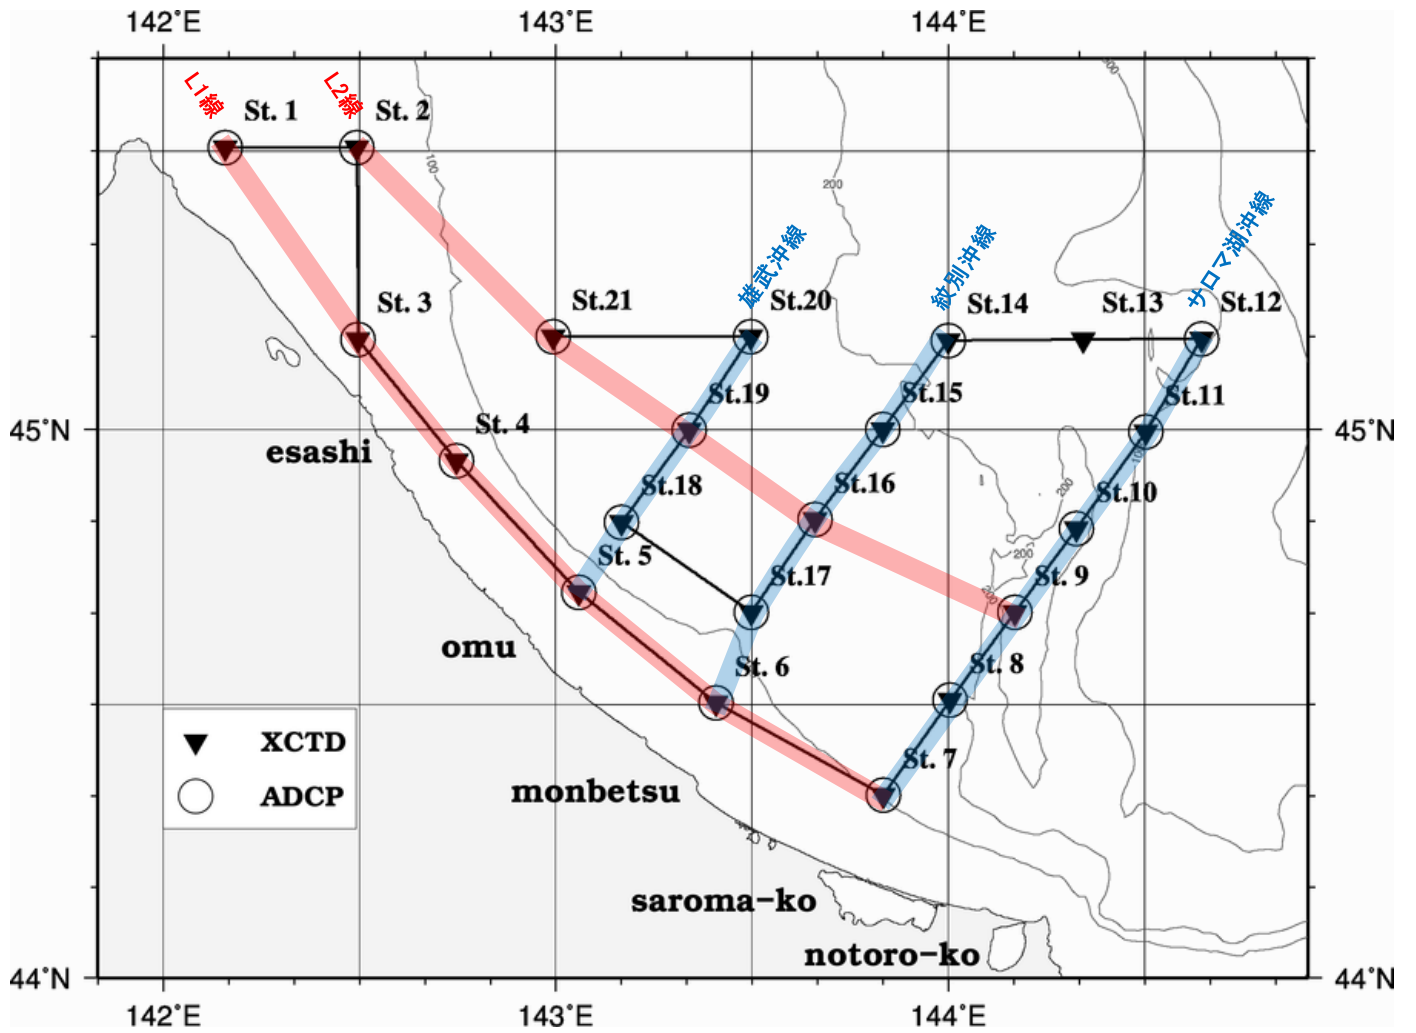 142°E
143°E
144°E
L1線
L2線
St. 1
St. 2
100
200
雄武沖線
紋別沖線
サロマ湖沖線
St. 3
St.21
St.20
St.14
St.13
St.12
St.19
St.15
St.11
St. 4
45°N
45°N
esashi
St.18
St.16
St.10
200
200
St. 5
St.17
St. 9
200
omu
St. 6
St. 8
XCTD
St. 7
ADCP
monbetsu
saroma-ko
notoro-ko
44°N
44°N
142°E
143°E
144°E